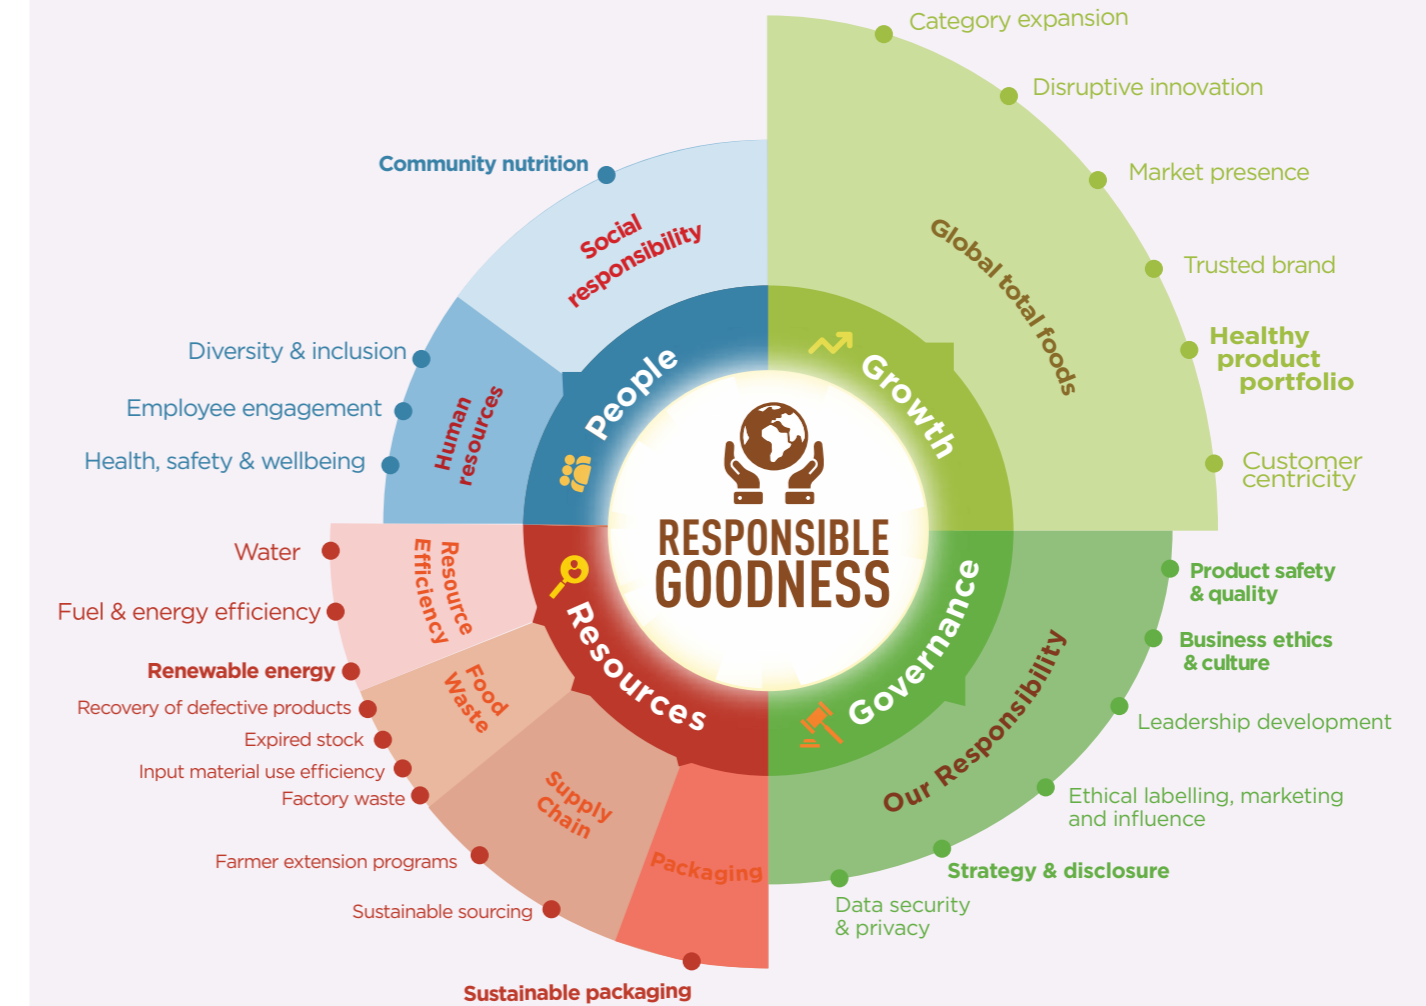 Category expansion
Disruptive innovation
Market presence
Trusted brand
Healthy
product
portfolio
Customer
centricity
Global total foods
Growth
Community nutrition
Social
responsibility
People
Diversity & inclusion
Employee engagement
Health, safety & wellbeing
Human
resources
RESPONSIBLE
GOODNESS
Water
Fuel & energy efficiency
Renewable energy
Resource
Efficiency
Resources
Recovery of defective products
Expired stock
Input material use efficiency
Factory waste
Food
Waste
Farmer extension programs
Sustainable sourcing
Supply
Chain
Packaging
Sustainable packaging
Governance
Our Responsibility
Product safety
& quality
Business ethics
& culture
Leadership development
Ethical labelling, marketing
and influence
Strategy & disclosure
Data security
& privacy